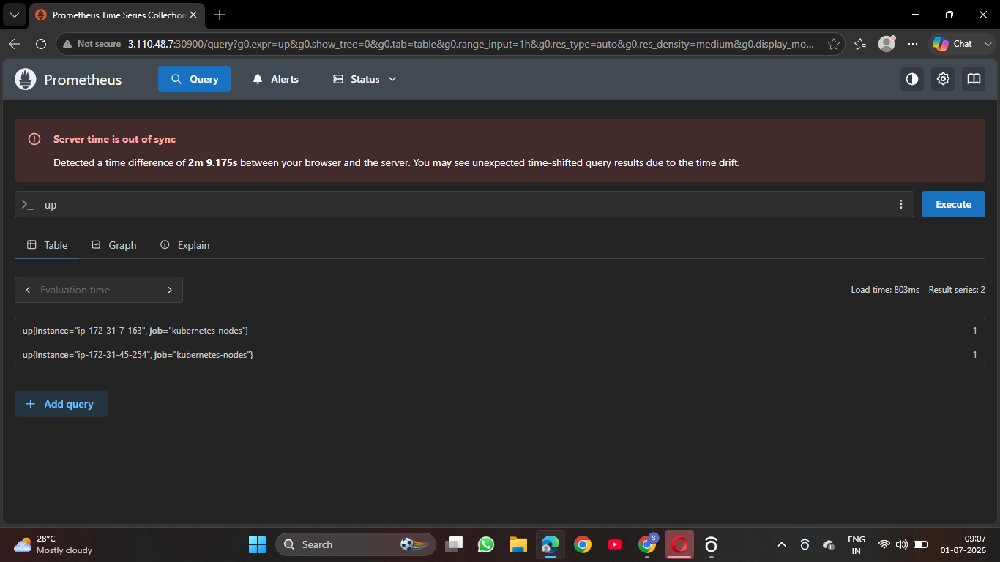 Prometheus Time Series Collection
Not secure 3.110.48.7:30900/query?g0.expr=up&g0.show_tree=0&g0.tab=table&g0.range_input=1h&g0.res_type=auto&g0.res_density=medium&g0.display_mo...
Chat
Prometheus
Query
Alerts
Status
Server time is out of sync
Detected a time difference of 2m 9.175s between your browser and the server. You may see unexpected time-shifted query results due to the time drift.
>_ up
Execute
Table
Graph
Explain
Evaluation time
Load time: 803ms Result series: 2
up{instance="ip-172-31-7-163", job="kubernetes-nodes"} 1
up{instance="ip-172-31-45-254", job="kubernetes-nodes"} 1
+ Add query
28°C
Mostly cloudy
Search
S
ENG
IN
09:07
01-07-2026